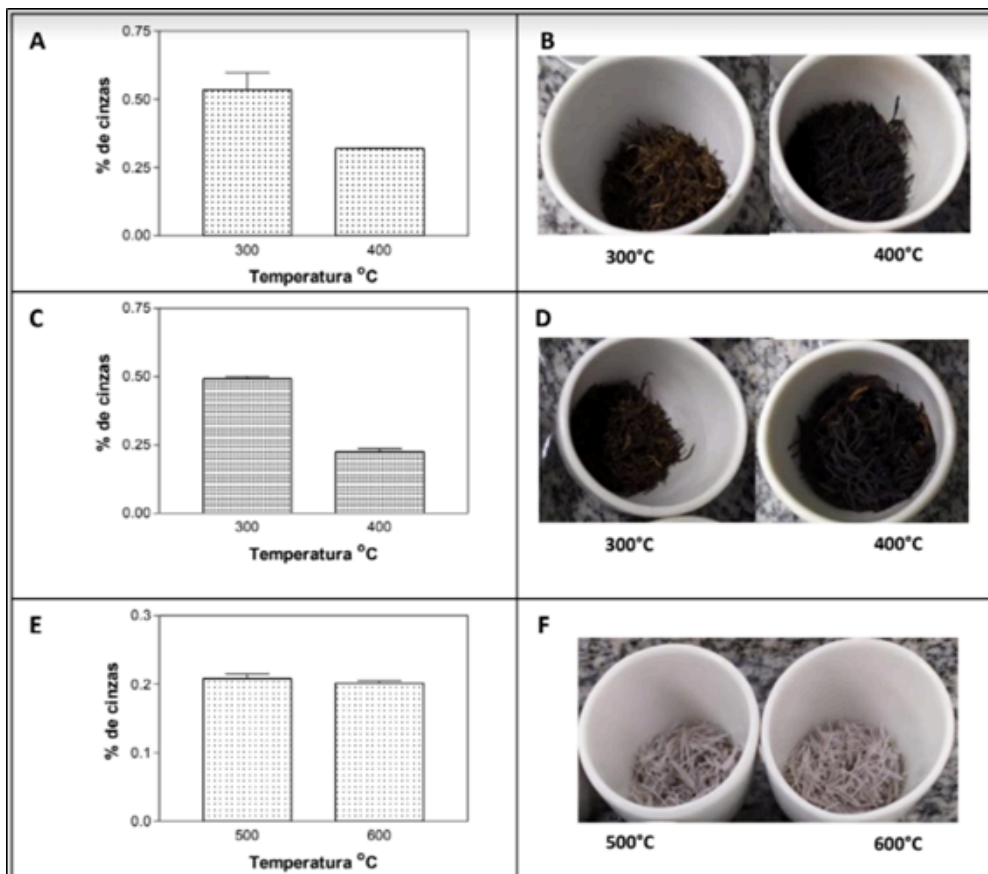 A
% de cinzas
0.75
0.50
0.25
0.00
300
400
Temperatura °C
B
300°C
400°C
C
% de cinzas
0.75
0.50
0.25
0.00
300
400
Temperatura °C
D
300°C
400°C
E
% de cinzas
0.3
0.2
0.1
0.0
500
600
Temperatura °C
F
500°C
600°C